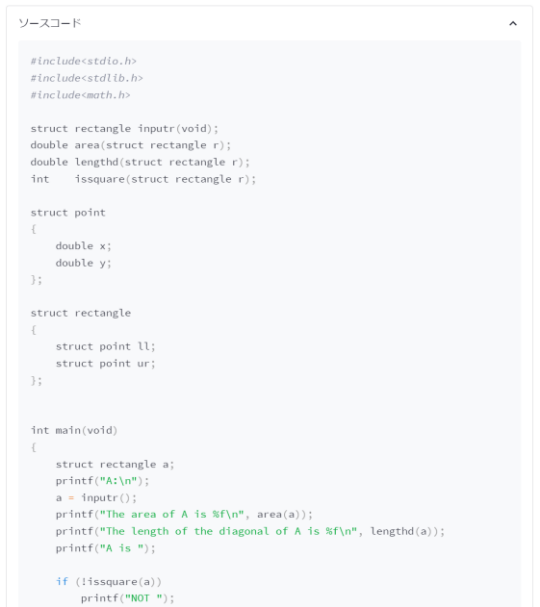 ソースコード
#include<stdio.h>
#include<stdlib.h>
#include<math.h>

struct rectangle inputr(void);
double area(struct rectangle r);
double lengthd(struct rectangle r);
int    issquare(struct rectangle r);

struct point
{
    double x;
    double y;
};

struct rectangle
{
    struct point ll;
    struct point ur;
};


int main(void)
{
    struct rectangle a;
    printf("A:\n");
    a = inputr();
    printf("The area of A is %f\n", area(a));
    printf("The length of the diagonal of A is %f\n", lengthd(a));
    printf("A is ");

    if (!issquare(a))
        printf("NOT ");